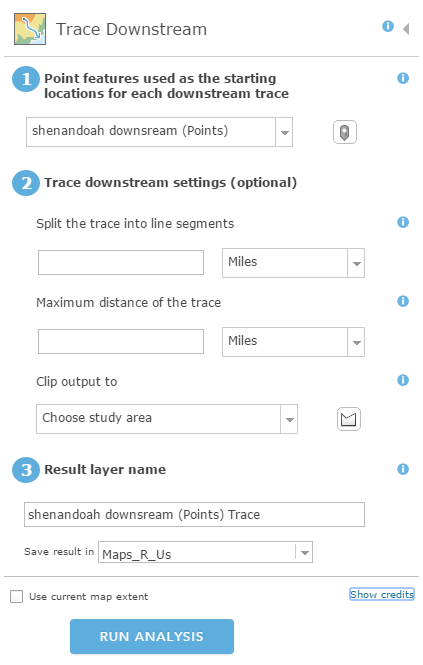 Trace Downstream
1 Point features used as the starting
locations for each downstream trace
shenandoah downsream (Points)
2 Trace downstream settings (optional)
Split the trace into line segments
Miles
Maximum distance of the trace
Miles
Clip output to
Choose study area
3 Result layer name
shenandoah downsream (Points) Trace
Save result in Maps_R_Us
Use current map extent Show credits
RUN ANALYSIS